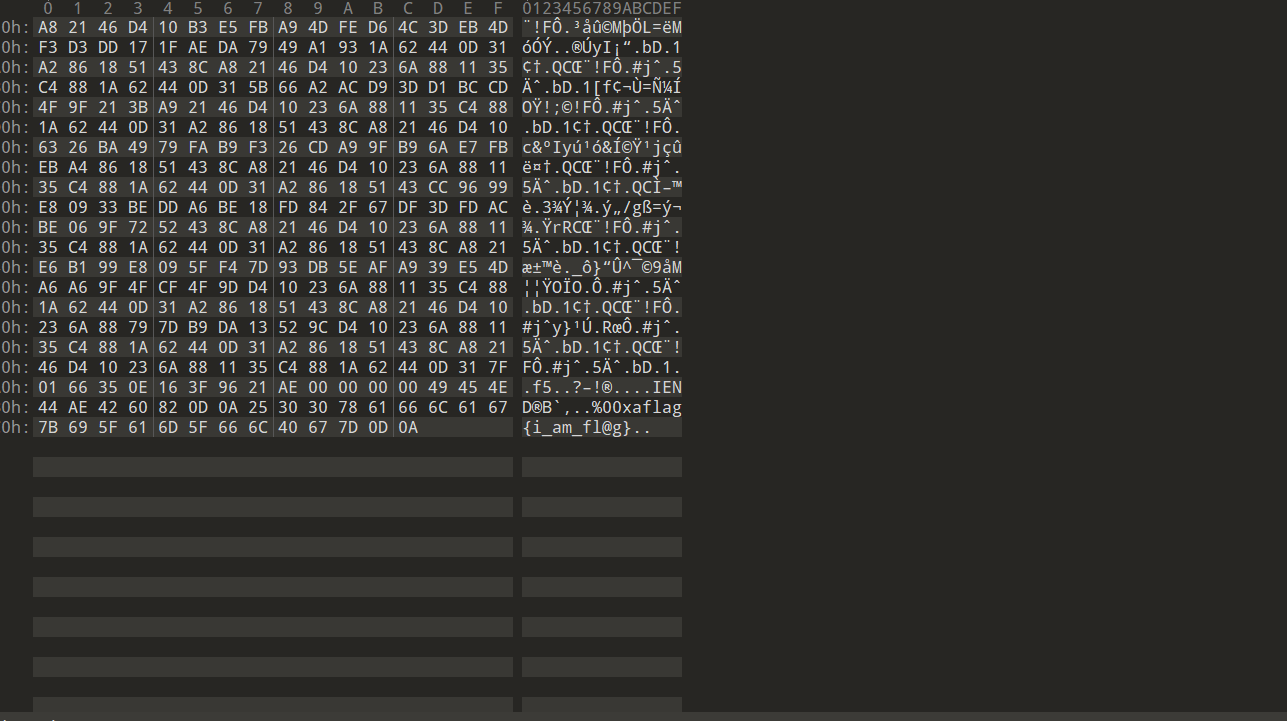 0 1 2 3 4 5 6 7 8 9 A B C D E F 0123456789ABCDEF
0h: A8 21 46 D4 10 B3 E5 FB A9 4D FE D6 4C 3D EB 4D ¨!FÔ.³åû©MþÖL=ëM
0h: F3 D3 DD 17 1F AE DA 79 49 A1 93 1A 62 44 0D 31 óÓÝ..®ÚyI¡“.bD.1
0h: A2 86 18 51 43 8C A8 21 46 D4 10 23 6A 88 11 35 ¢†.QCŒ¨!FÔ.#jˆ.5
0h: C4 88 1A 62 44 0D 31 5B 66 A2 AC D9 3D D1 BC CD Äˆ.bD.1[f¢¬Ù=Ñ¼Í
0h: 4F 9F 21 3B A9 21 46 D4 10 23 6A 88 11 35 C4 88 OŸ!;©!FÔ.#jˆ.5Äˆ
0h: 1A 62 44 0D 31 A2 86 18 51 43 8C A8 21 46 D4 10 .bD.1¢†.QCŒ¨!FÔ.
0h: 63 26 BA 49 79 FA B9 F3 26 CD A9 9F B9 6A E7 FB c&ºIyú¹ó&Í©Ÿ¹jçû
0h: EB A4 86 18 51 43 8C A8 21 46 D4 10 23 6A 88 11 ë¤†.QCŒ¨!FÔ.#jˆ.
0h: 35 C4 88 1A 62 44 0D 31 A2 86 18 51 43 CC 96 99 5Äˆ.bD.1¢†.QCÌ–™
0h: E8 09 33 BE DD A6 BE 18 FD 84 2F 67 DF 3D FD AC è.3¾Ý¦¾.ý„/gß=ý¬
0h: BE 06 9F 72 52 43 8C A8 21 46 D4 10 23 6A 88 11 ¾.ŸrRCŒ¨!FÔ.#jˆ.
0h: 35 C4 88 1A 62 44 0D 31 A2 86 18 51 43 8C A8 21 5Äˆ.bD.1¢†.QCŒ¨!
0h: E6 B1 99 E8 09 5F F4 7D 93 DB 5E AF A9 39 E5 4D æ±™è._ô}“Û^¯©9åM
0h: A6 A6 9F 4F CF 4F 9D D4 10 23 6A 88 11 35 C4 88 ¦¦ŸOÏO.Ô.#jˆ.5Äˆ
0h: 1A 62 44 0D 31 A2 86 18 51 43 8C A8 21 46 D4 10 .bD.1¢†.QCŒ¨!FÔ.
0h: 23 6A 88 79 7D B9 DA 13 52 9C D4 10 23 6A 88 11 #jˆy}¹Ú.RœÔ.#jˆ.
0h: 35 C4 88 1A 62 44 0D 31 A2 86 18 51 43 8C A8 21 5Äˆ.bD.1¢†.QCŒ¨!
0h: 46 D4 10 23 6A 88 11 35 C4 88 1A 62 44 0D 31 7F FÔ.#jˆ.5Äˆ.bD.1.
0h: 01 66 35 0E 16 3F 96 21 AE 00 00 00 00 49 45 4E .f5..?–!®....IEN
0h: 44 AE 42 60 82 0D 0A 25 30 30 78 61 66 6C 61 67 D®B`‚..%00xaflag
0h: 7B 69 5F 61 6D 5F 66 6C 40 67 7D 0D 0A {i_am_fl@g}..